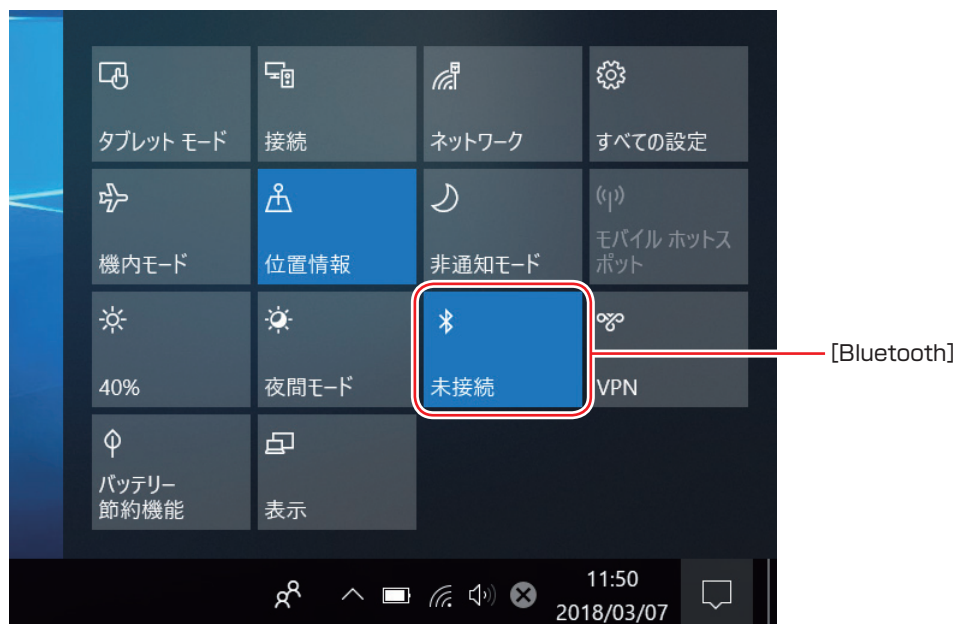 タブレット モード
接続
ネットワーク
すべての設定
機内モード
位置情報
非通知モード
モバイル ホットス
ポット
40%
夜間モード
未接続
VPN
[Bluetooth]
バッテリー
節約機能
表示
11:50
2018/03/07